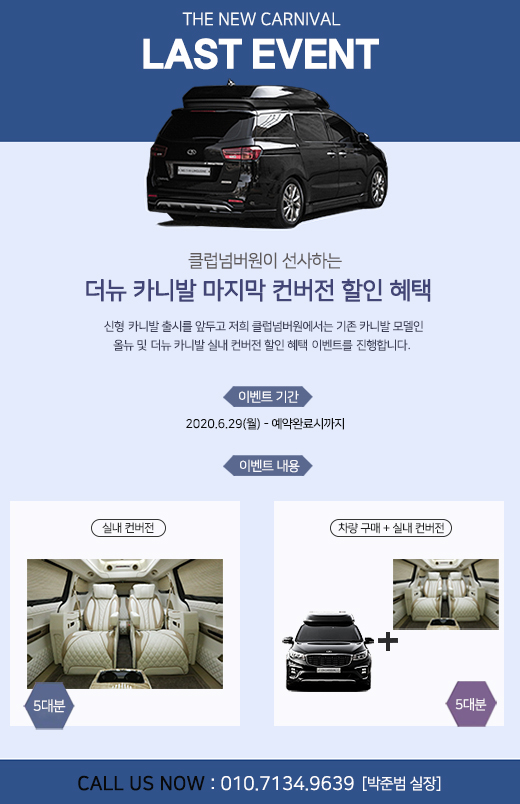 THE NEW CARNIVAL
LAST EVENT
클럽넘버원이 선사하는
더뉴 카니발 마지막 컨버전 할인 혜택
신형 카니발 출시를 앞두고 저희 클럽넘버원에서는 기존 카니발 모델인
올뉴 및 더뉴 카니발 실내 컨버전 할인 혜택 이벤트를 진행합니다.
이벤트 기간
2020.6.29(월) - 예약완료시까지
이벤트 내용
실내 컨버전
차량 구매 + 실내 컨버전
+
5대분
5대분
CALL US NOW : 010.7134.9639 [박준범 실장]